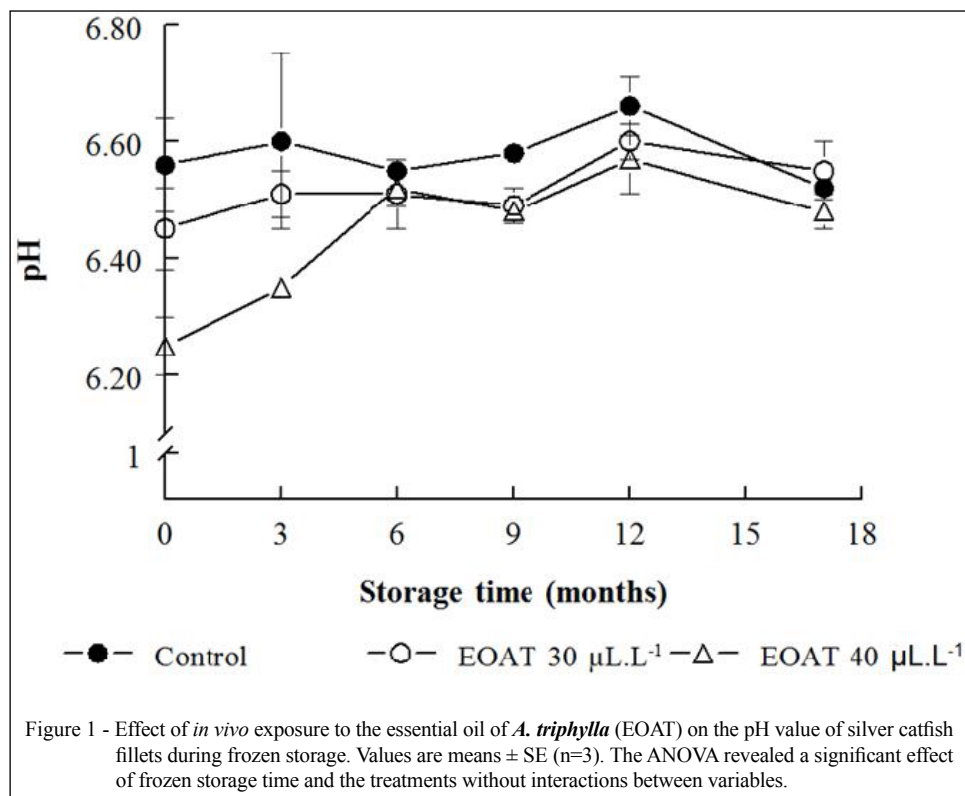 6.80
6.60
6.40
6.20
1
pH
0 3 6 9 12 15 18
Storage time (months)
Control EOAT 30 μL.L-1 EOAT 40 μL.L-1
Figure 1 - Effect of in vivo exposure to the essential oil of A. triphylla (EOAT) on the pH value of silver catfish
fillets during frozen storage. Values are means ± SE (n=3). The ANOVA revealed a significant effect
of frozen storage time and the treatments without interactions between variables.